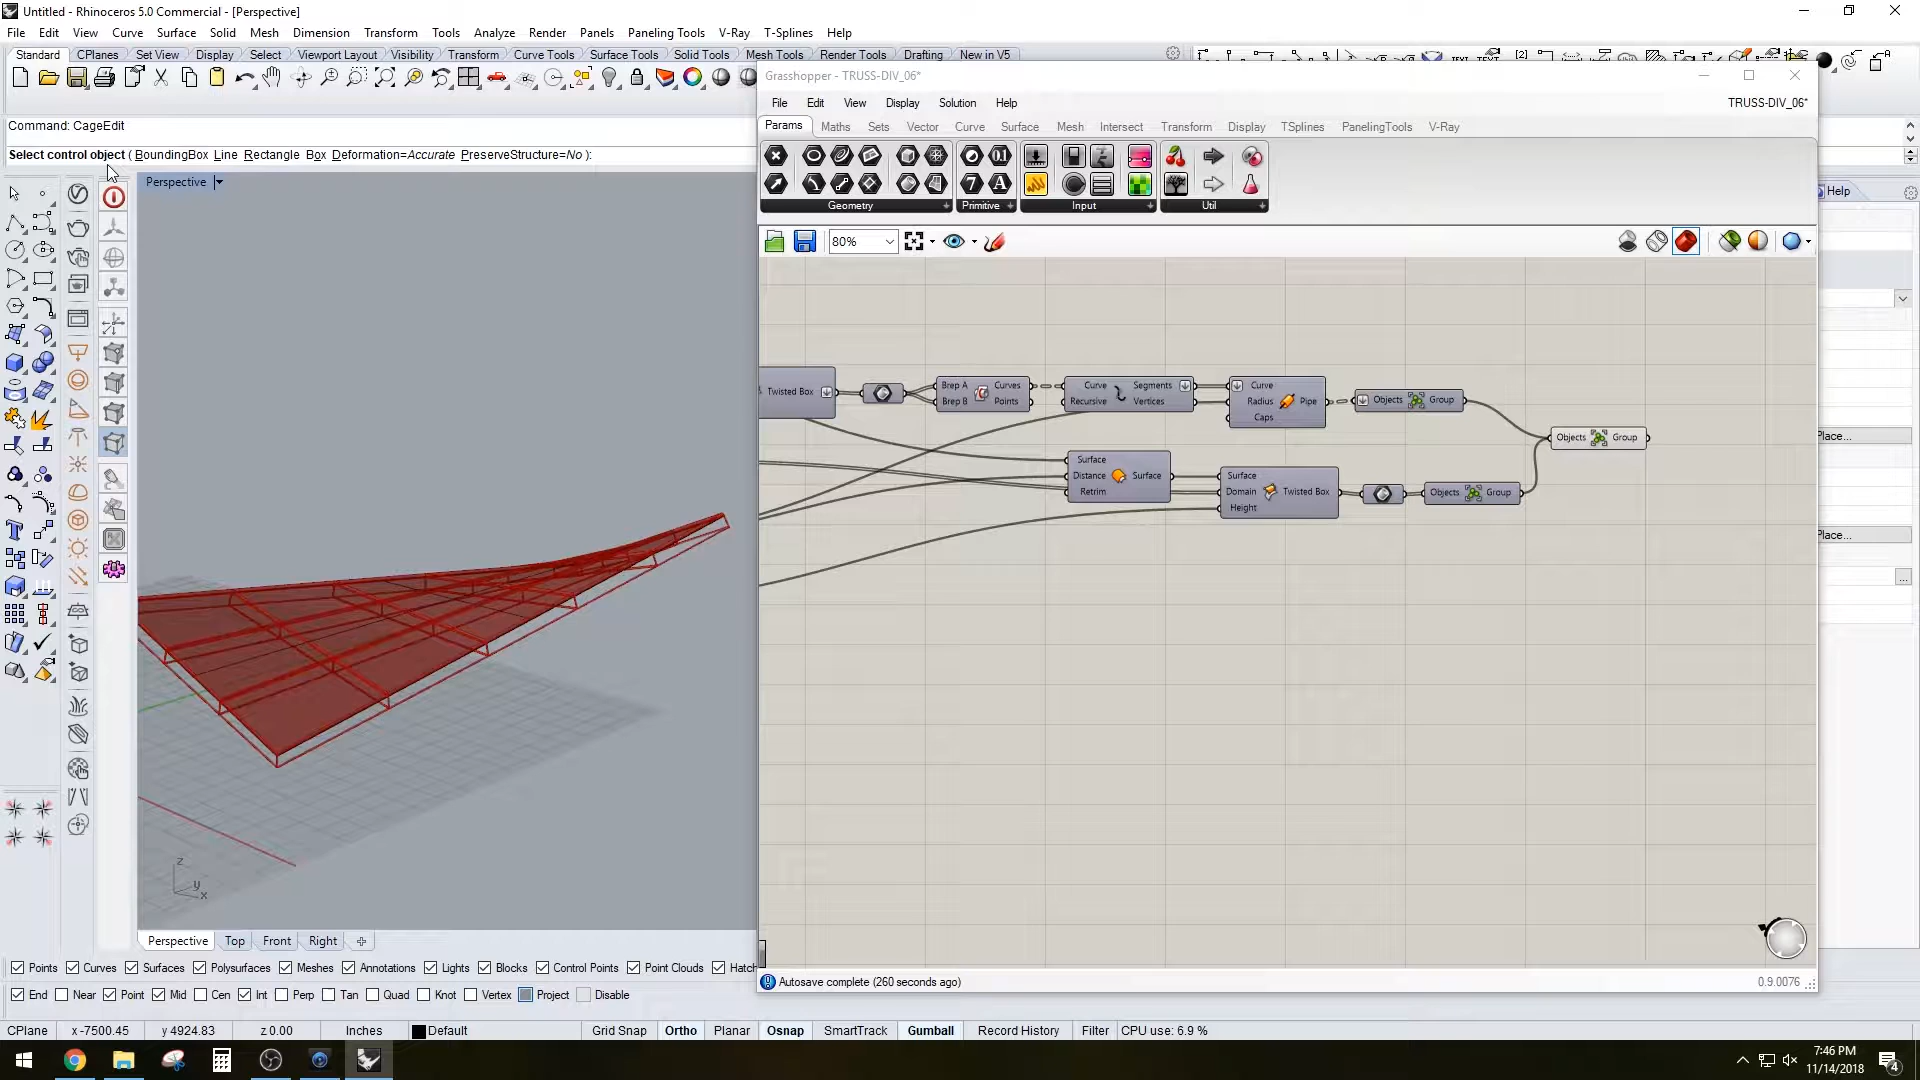 Untitled - Rhinoceros 5.0 Commercial - [Perspective]
File Edit View Curve Surface Solid Mesh Dimension Transform Tools Analyze Render Panels Paneling Tools V-Ray T-Splines Help
Standard CPlanes Set View Display Select Viewport Layout Visibility Transform Curve Tools Surface Tools Solid Tools Mesh Tools Render Tools Drafting New in V5
Command: CageEdit
Select control object ( BoundingBox Line Rectangle Box Deformation=Accurate PreserveStructure=No ):
Perspective
Grasshopper - TRUSS-DIV_06*
File Edit View Display Solution Help TRUSS-DIV_06*
Params Maths Sets Vector Curve Surface Mesh Intersect Transform Display TSplines PanelingTools V-Ray
Geometry Primitive Input Util
80%
Help
Place...
Place...
...
Twisted Box
Brep A Curves
Brep B Points
Curve Segments
Recursive Vertices
Curve
Radius Pipe
Caps
Objects Group
Objects Group
Surface
Distance Surface
Retrim
Surface
Domain Twisted Box
Height
Objects Group
z
y
x
Perspective Top Front Right
Points Curves Surfaces Polysurfaces Meshes Annotations Lights Blocks Control Points Point Clouds Hatch
End Near Point Mid Cen Int Perp Tan Quad Knot Vertex Project Disable
Autosave complete (260 seconds ago) 0.9.0076
CPlane x -7500.45 y 4924.83 z 0.00 Inches Default Grid Snap Ortho Planar Osnap SmartTrack Gumball Record History Filter CPU use: 6.9 %
7:46 PM
11/14/2018
4